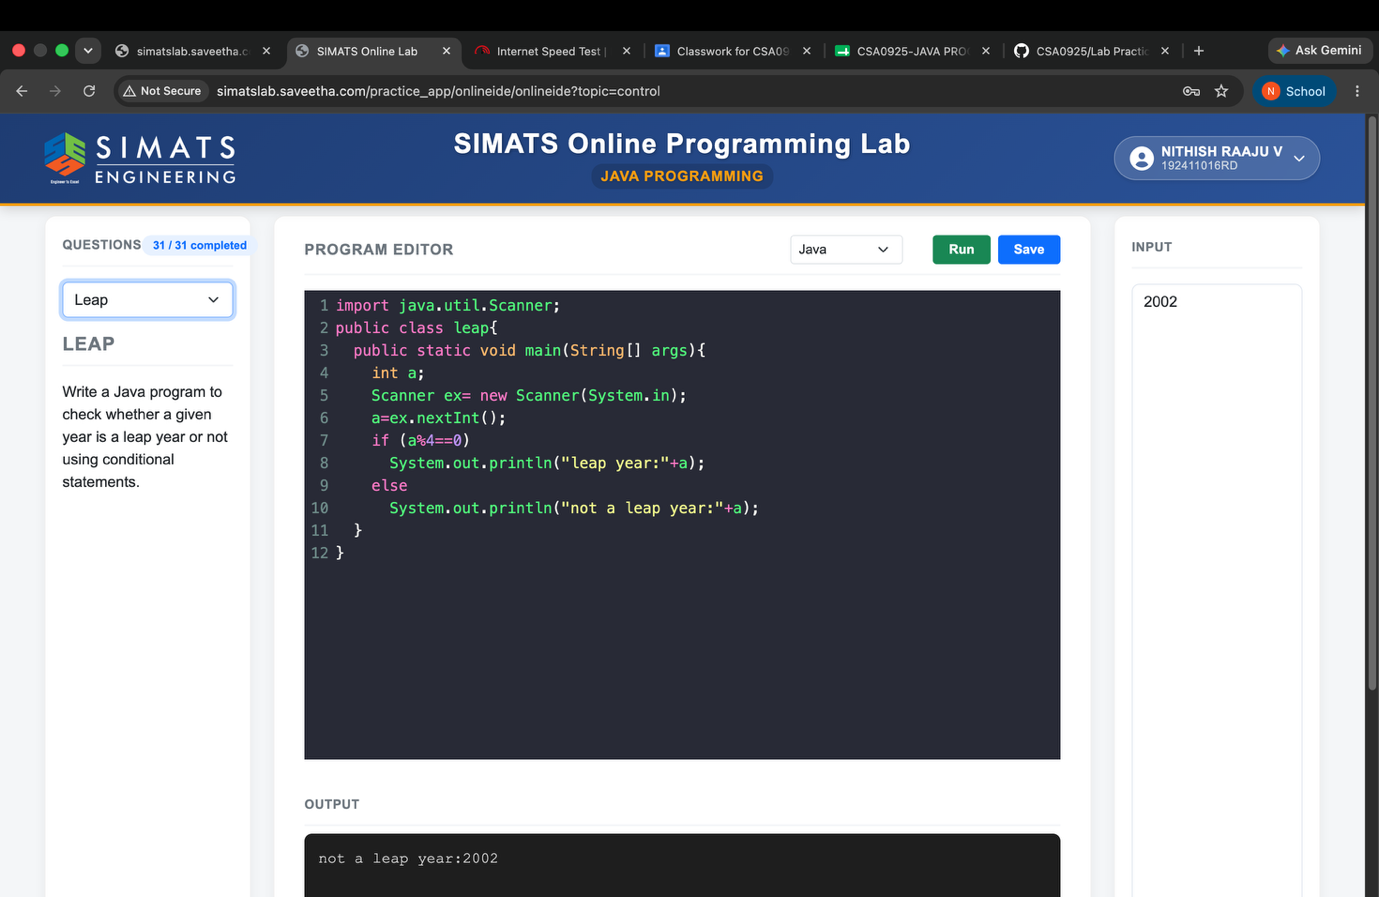 simatslab.saveetha.c
SIMATS Online Lab
Internet Speed Test |
Classwork for CSA09
CSA0925-JAVA PRO
CSA0925/Lab Practic
Ask Gemini
Not Secure
simatslab.saveetha.com/practice_app/onlineide/onlineide?topic=control
N School
SIMATS
ENGINEERING
SIMATS Online Programming Lab
JAVA PROGRAMMING
NITHISH RAAJU V
192411016RD
QUESTIONS 31 / 31 completed
Leap
LEAP
Write a Java program to
check whether a given
year is a leap year or not
using conditional
statements.
PROGRAM EDITOR
Java
Run
Save
1 import java.util.Scanner;
2 public class leap{
3   public static void main(String[] args){
4     int a;
5     Scanner ex= new Scanner(System.in);
6     a=ex.nextInt();
7     if (a%4==0)
8       System.out.println("leap year:"+a);
9     else
10       System.out.println("not a leap year:"+a);
11   }
12 }
OUTPUT
not a leap year:2002
INPUT
2002